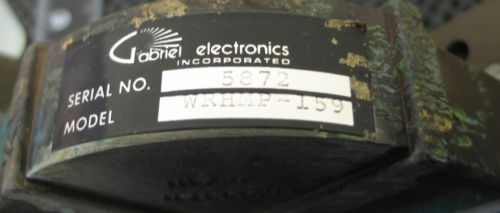 Gabriel electronics
INCORPORATED
SERIAL NO. 5872
MODEL WRHMP-159